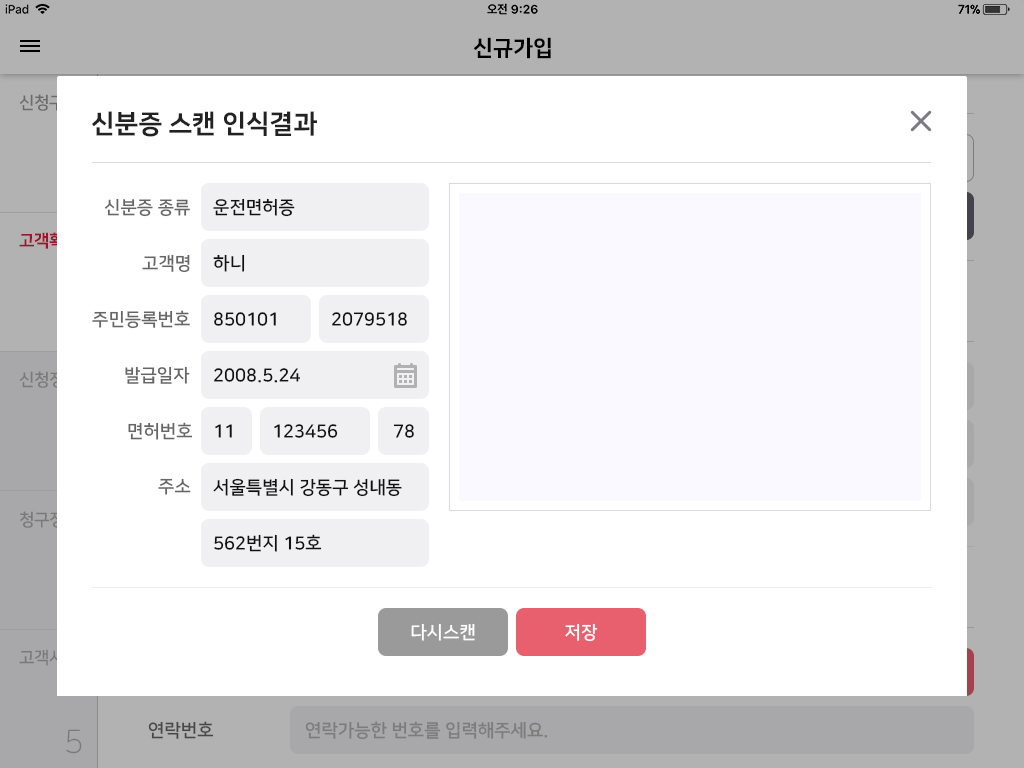 iPad 오전 9:26 71%
신규가입
신청구
고객확
신청정
청구정
고객사
5
신분증 스캔 인식결과
신분증 종류 운전면허증
고객명 하니
주민등록번호 850101 2079518
발급일자 2008.5.24
면허번호 11 123456 78
주소 서울특별시 강동구 성내동
562번지 15호
다시스캔 저장
연락번호 연락가능한 번호를 입력해주세요.